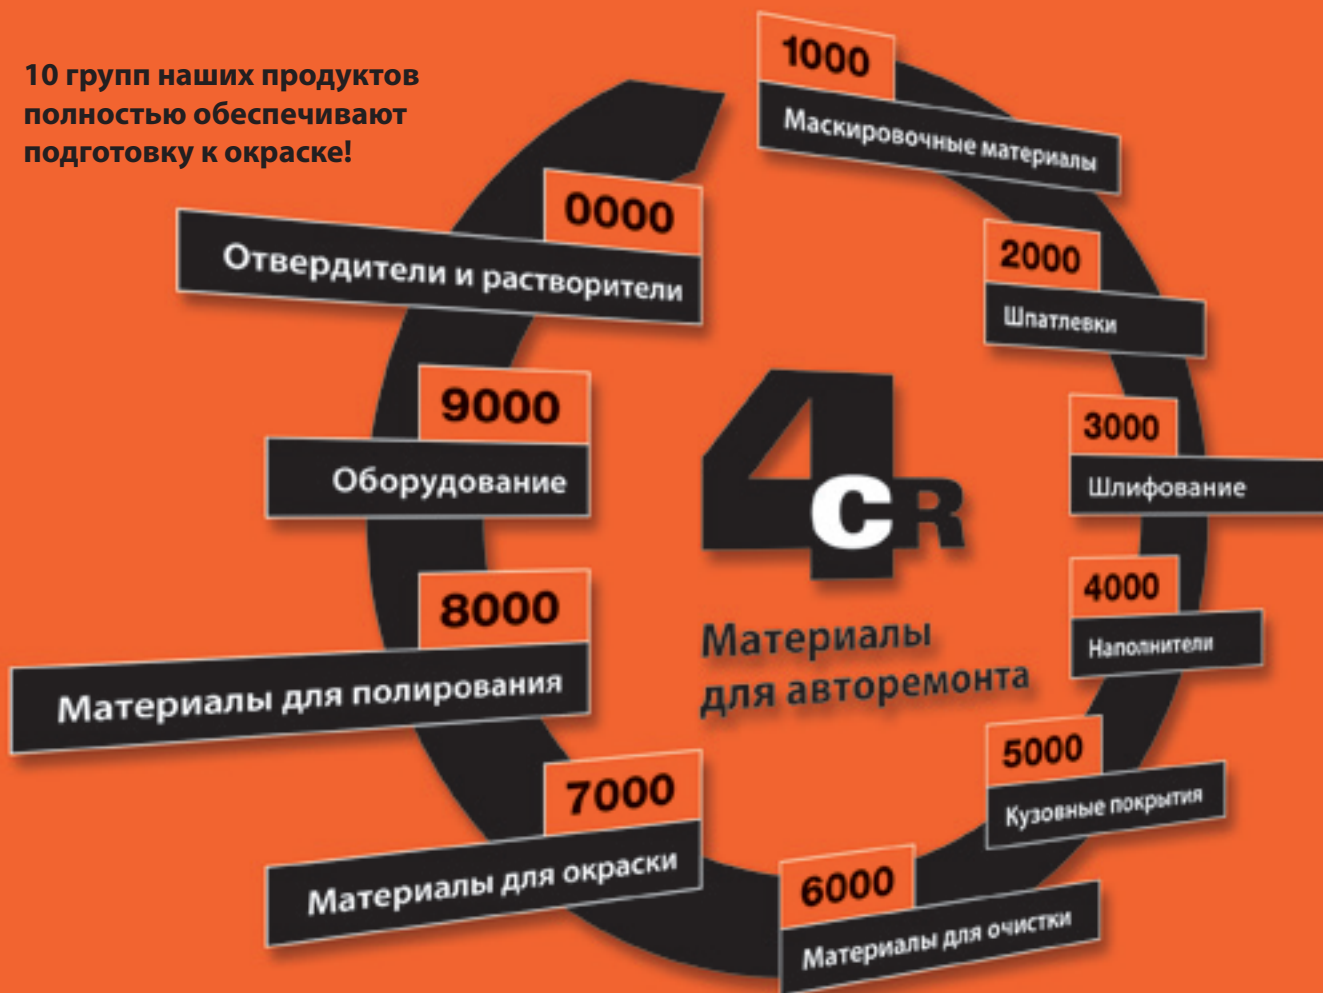 10 групп наших продуктов
полностью обеспечивают
подготовку к окраске!
1000
Маскировочные материалы
2000
Шпатлевки
3000
Шлифование
4000
Наполнители
5000
Кузовные покрытия
6000
Материалы для очистки
7000
Материалы для окраски
8000
Материалы для полирования
9000
Оборудование
0000
Отвердители и растворители
4CR
Материалы
для авторемонта